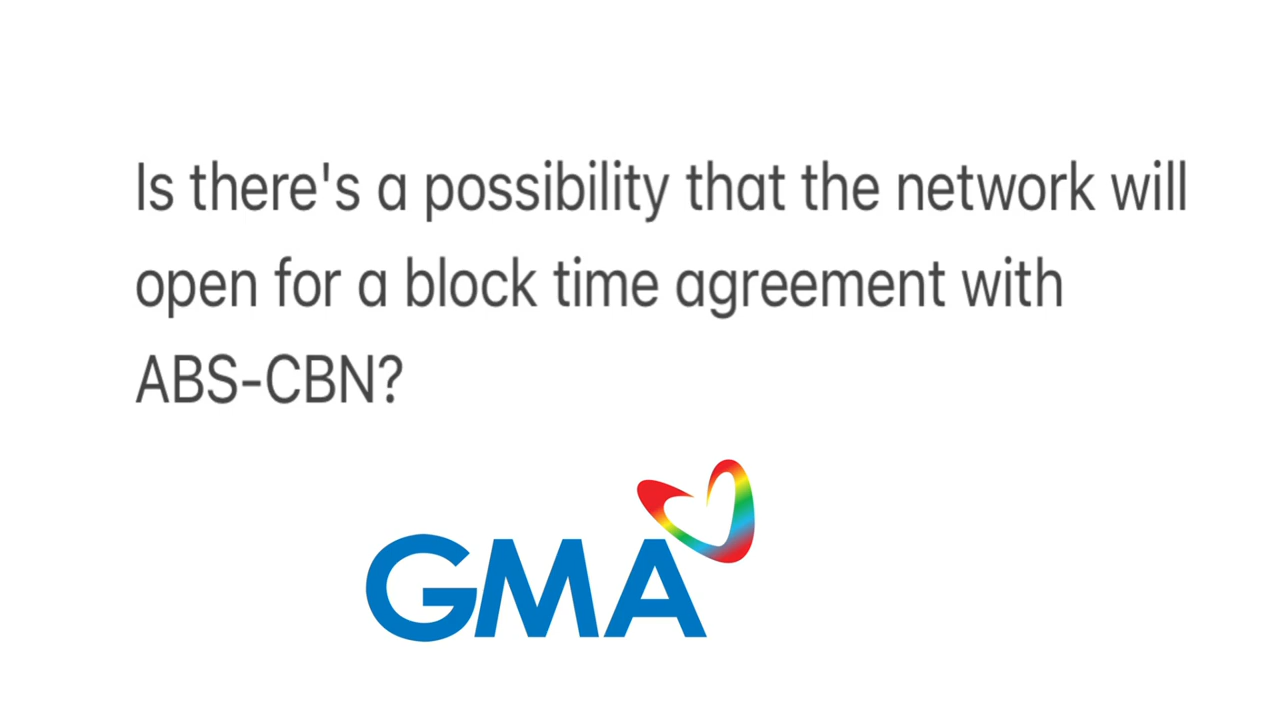 Is there's a possibility that the network will
open for a block time agreement with
ABS-CBN?
GMA